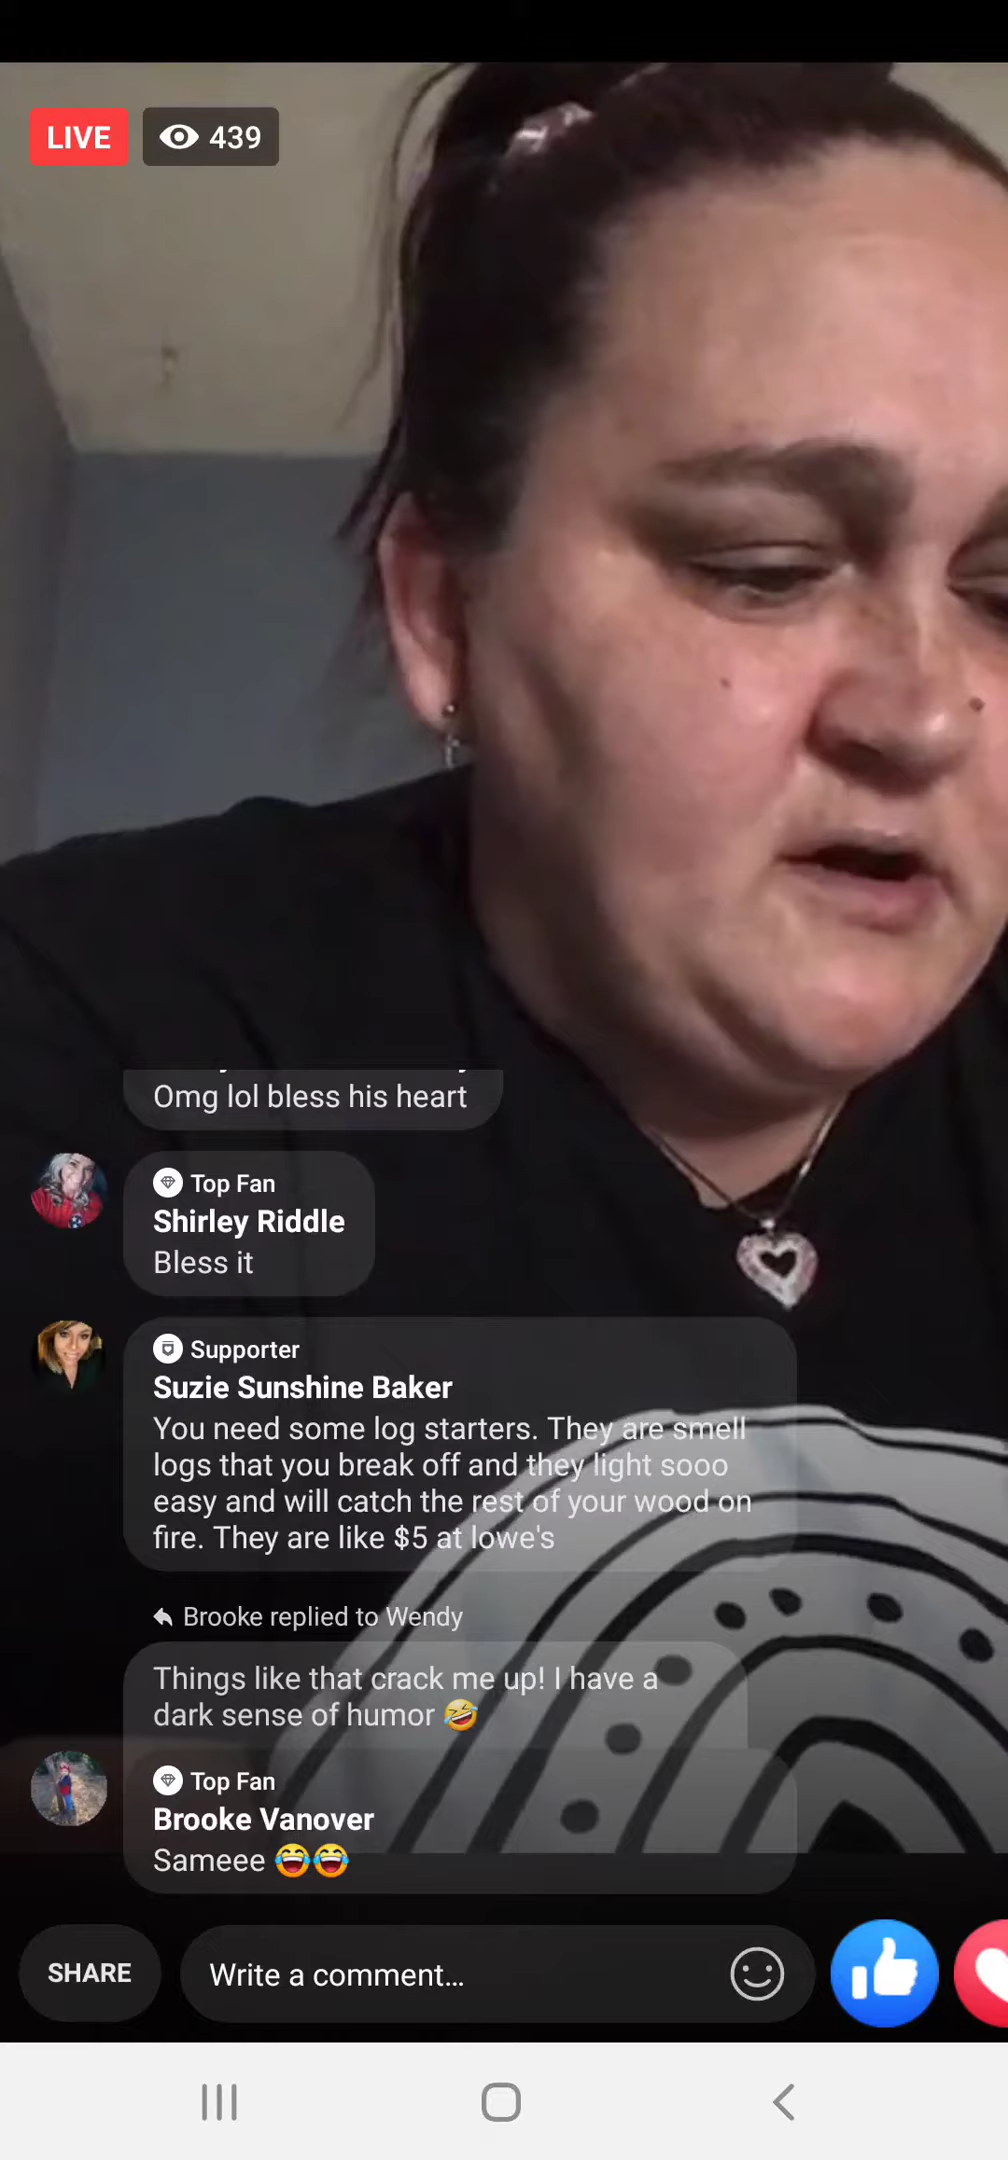 LIVE 439
Omg lol bless his heart
Top Fan
Shirley Riddle
Bless it
Supporter
Suzie Sunshine Baker
You need some log starters. They are smell
logs that you break off and they light sooo
easy and will catch the rest of your wood on
fire. They are like $5 at lowe's
Brooke replied to Wendy
Things like that crack me up! I have a
dark sense of humor 🤣
Top Fan
Brooke Vanover
Sameee 😂😂
SHARE
Write a comment...